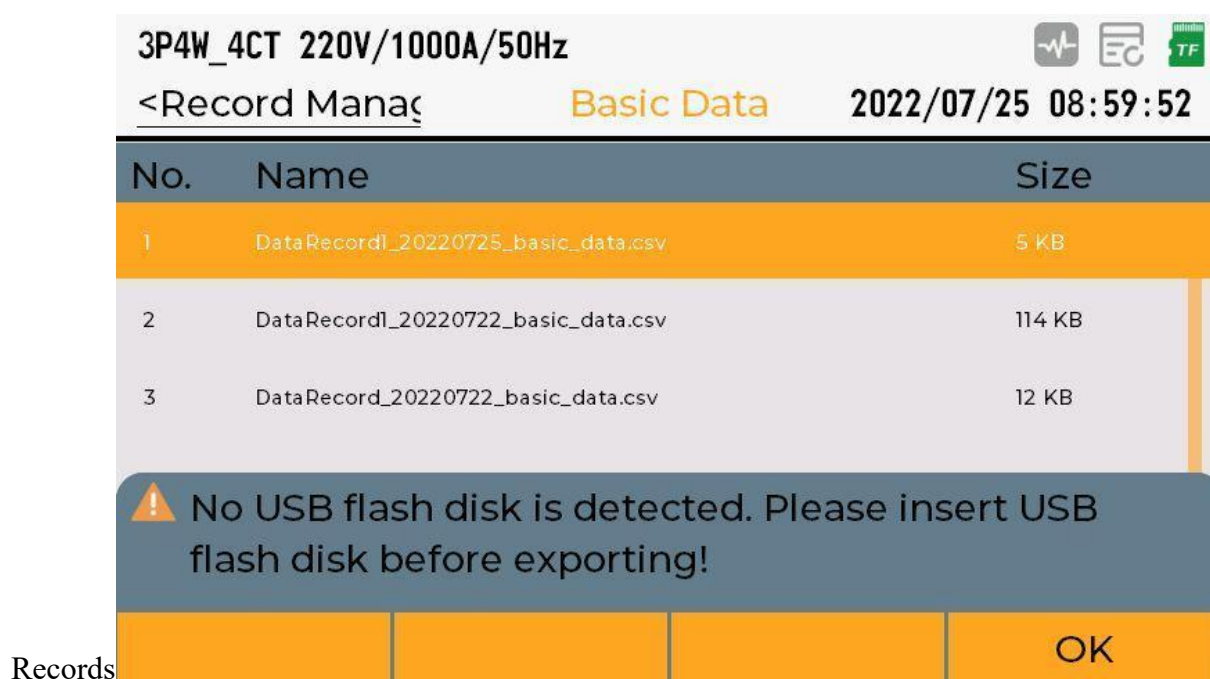 3P4W_4CT 220V/1000A/50Hz
TF
<Record Manag Basic Data 2022/07/25 08:59:52
No. Name Size
1 DataRecord1_20220725_basic_data.csv 5 KB
2 DataRecord1_20220722_basic_data.csv 114 KB
3 DataRecord_20220722_basic_data.csv 12 KB
No USB flash disk is detected. Please insert USB
flash disk before exporting!
OK
Records